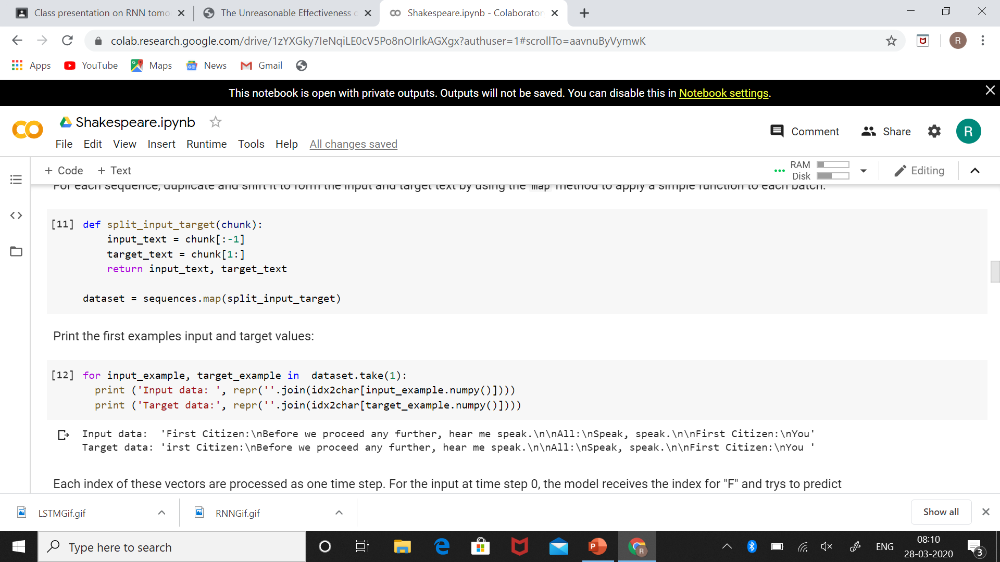 Class presentation on RNN tomo
The Unreasonable Effectiveness o
Shakespeare.ipynb - Colaborator
colab.research.google.com/drive/1zYXGky7IeNqiLE0cV5Po8nOIrIkAGXgx?authuser=1#scrollTo=aavnuByVymwK
R
Apps
YouTube
Maps
News
Gmail
This notebook is open with private outputs. Outputs will not be saved. You can disable this in Notebook settings.
Shakespeare.ipynb
Comment
Share
R
File Edit View Insert Runtime Tools Help All changes saved
+ Code + Text
RAM
Disk
Editing
For each sequence, duplicate and shift it to form the input and target text by using the map method to apply a simple function to each batch:
[11] def split_input_target(chunk):
    input_text = chunk[:-1]
    target_text = chunk[1:]
    return input_text, target_text
dataset = sequences.map(split_input_target)
Print the first examples input and target values:
[12] for input_example, target_example in  dataset.take(1):
  print ('Input data: ', repr(''.join(idx2char[input_example.numpy()])))
  print ('Target data:', repr(''.join(idx2char[target_example.numpy()])))
Input data:  'First Citizen:\nBefore we proceed any further, hear me speak.\n\nAll:\nSpeak, speak.\n\nFirst Citizen:\nYou'
Target data: 'irst Citizen:\nBefore we proceed any further, hear me speak.\n\nAll:\nSpeak, speak.\n\nFirst Citizen:\nYou '
Each index of these vectors are processed as one time step. For the input at time step 0, the model receives the index for "F" and trys to predict
LSTMGif.gif
RNNGif.gif
Show all
Type here to search
P
R
ENG
08:10
28-03-2020
3